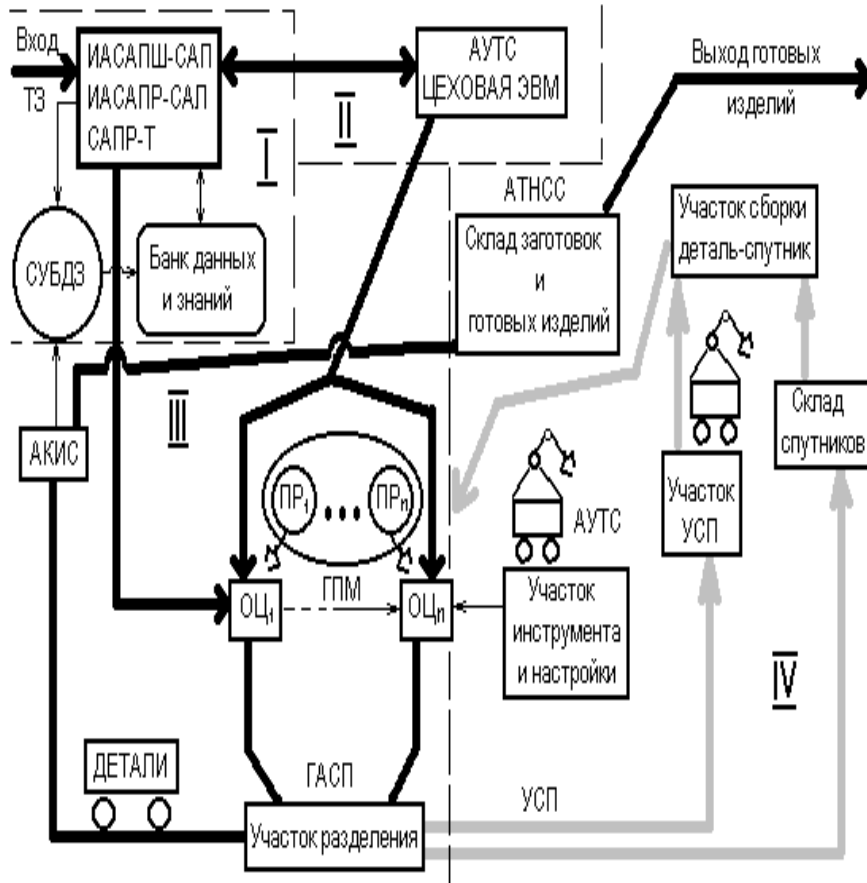 Вход
ТЗ
ИАСАПШ-САП
ИАСАПР-САП
САПР-Т
I
II
АУТС
ЦЕХОВАЯ ЭВМ
Выход готовых
изделий
СУБДЗ
Банк данных
и знаний
АТНСС
Склад заготовок
и
готовых изделий
Участок сборки
деталь-спутник
III
АКИС
ПР₁
ПРn
ГПМ
ОЦ₁
ОЦn
АУТС
Участок
инструмента
и настройки
Участок
УСП
Склад
спутников
IV
ДЕТАЛИ
ГАСП
Участок разделения
УСП